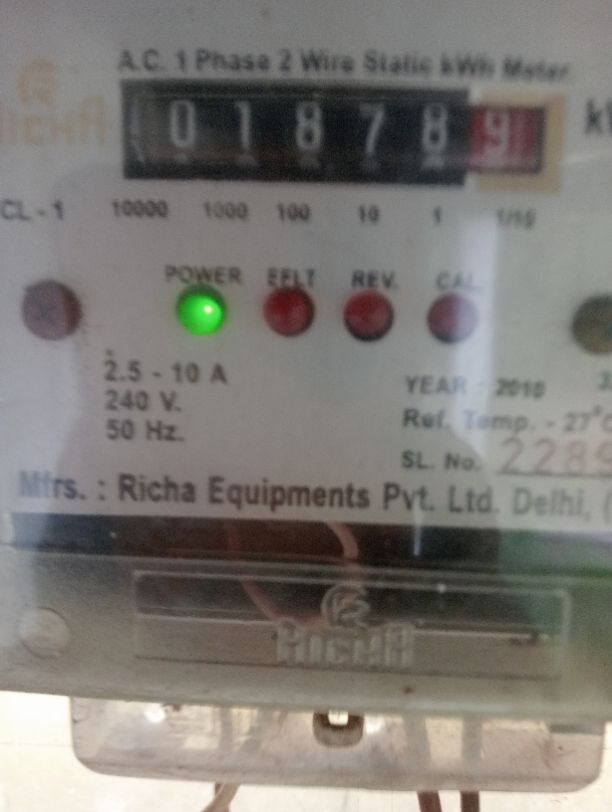 A.C. 1 Phase 2 Wire Static kWh Meter
RICHA
0 1 8 7 8 9
CL - 1 10000 1000 100 10 1 1/10
POWER EFLT REV. CAL
2.5 - 10 A
240 V.
50 Hz.
YEAR : 2010
Ref. Temp. - 27°C
SL. No. 2289
Mfrs. : Richa Equipments Pvt. Ltd. Delhi, (
RICHA